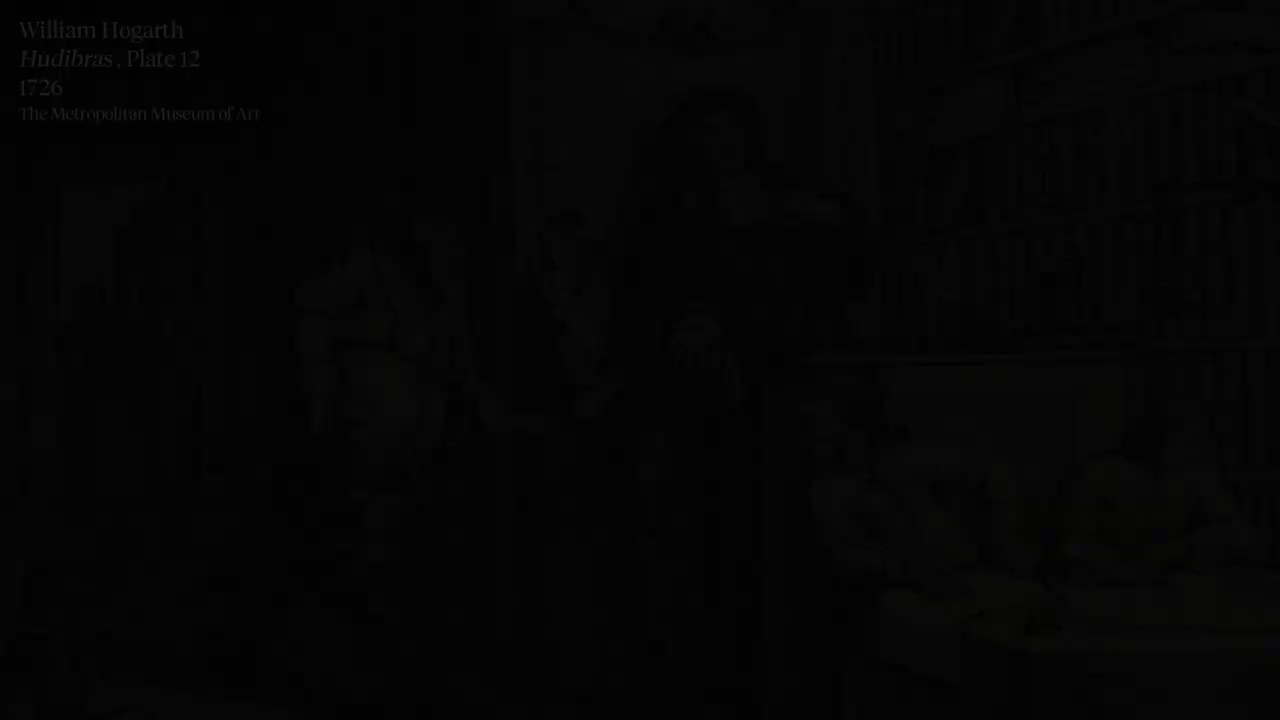 William Hogarth
Hudibras, Plate 12
1726
The Metropolitan Museum of Art